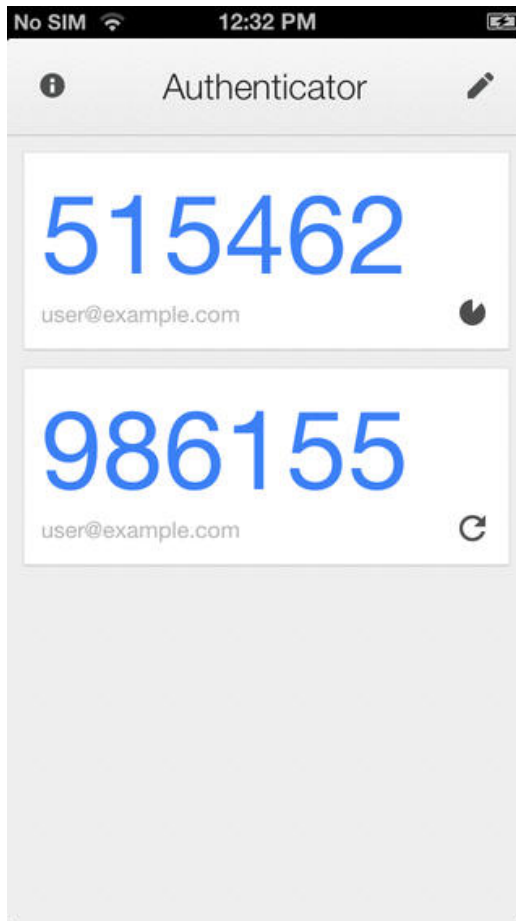 No SIM 12:32 PM
Authenticator
515462
user@example.com
986155
user@example.com